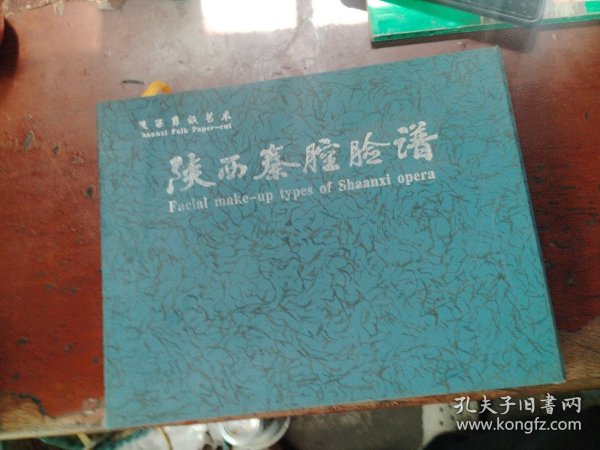 陕西剪纸艺术
haanxi Folk Paper-cut
陕西秦腔脸谱
Facial make-up types of Shaanxi opera
孔夫子旧书网
www.kongfz.com